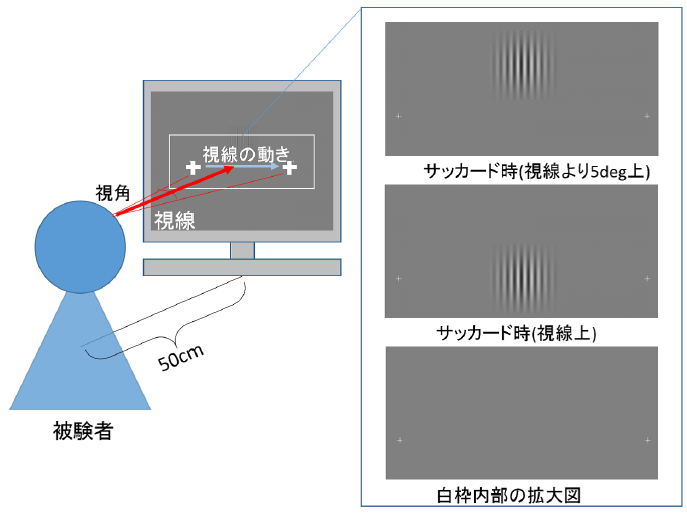 視線の動き
視角
視線
50cm
被験者
サッカード時(視線より5deg上)
サッカード時(視線上)
白枠内部の拡大図